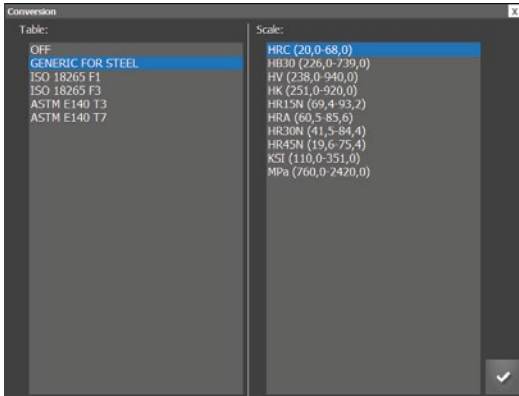 Conversion
X
Table:
OFF
GENERIC FOR STEEL
ISO 18265 F1
ISO 18265 F3
ASTM E140 T3
ASTM E140 T7
Scale:
HRC (20,0-68,0)
HB30 (226,0-739,0)
HV (238,0-940,0)
HK (251,0-920,0)
HR15N (69,4-93,2)
HRA (60,5-85,6)
HR30N (41,5-84,4)
HR45N (19,6-75,4)
KSI (110,0-351,0)
MPa (760,0-2420,0)